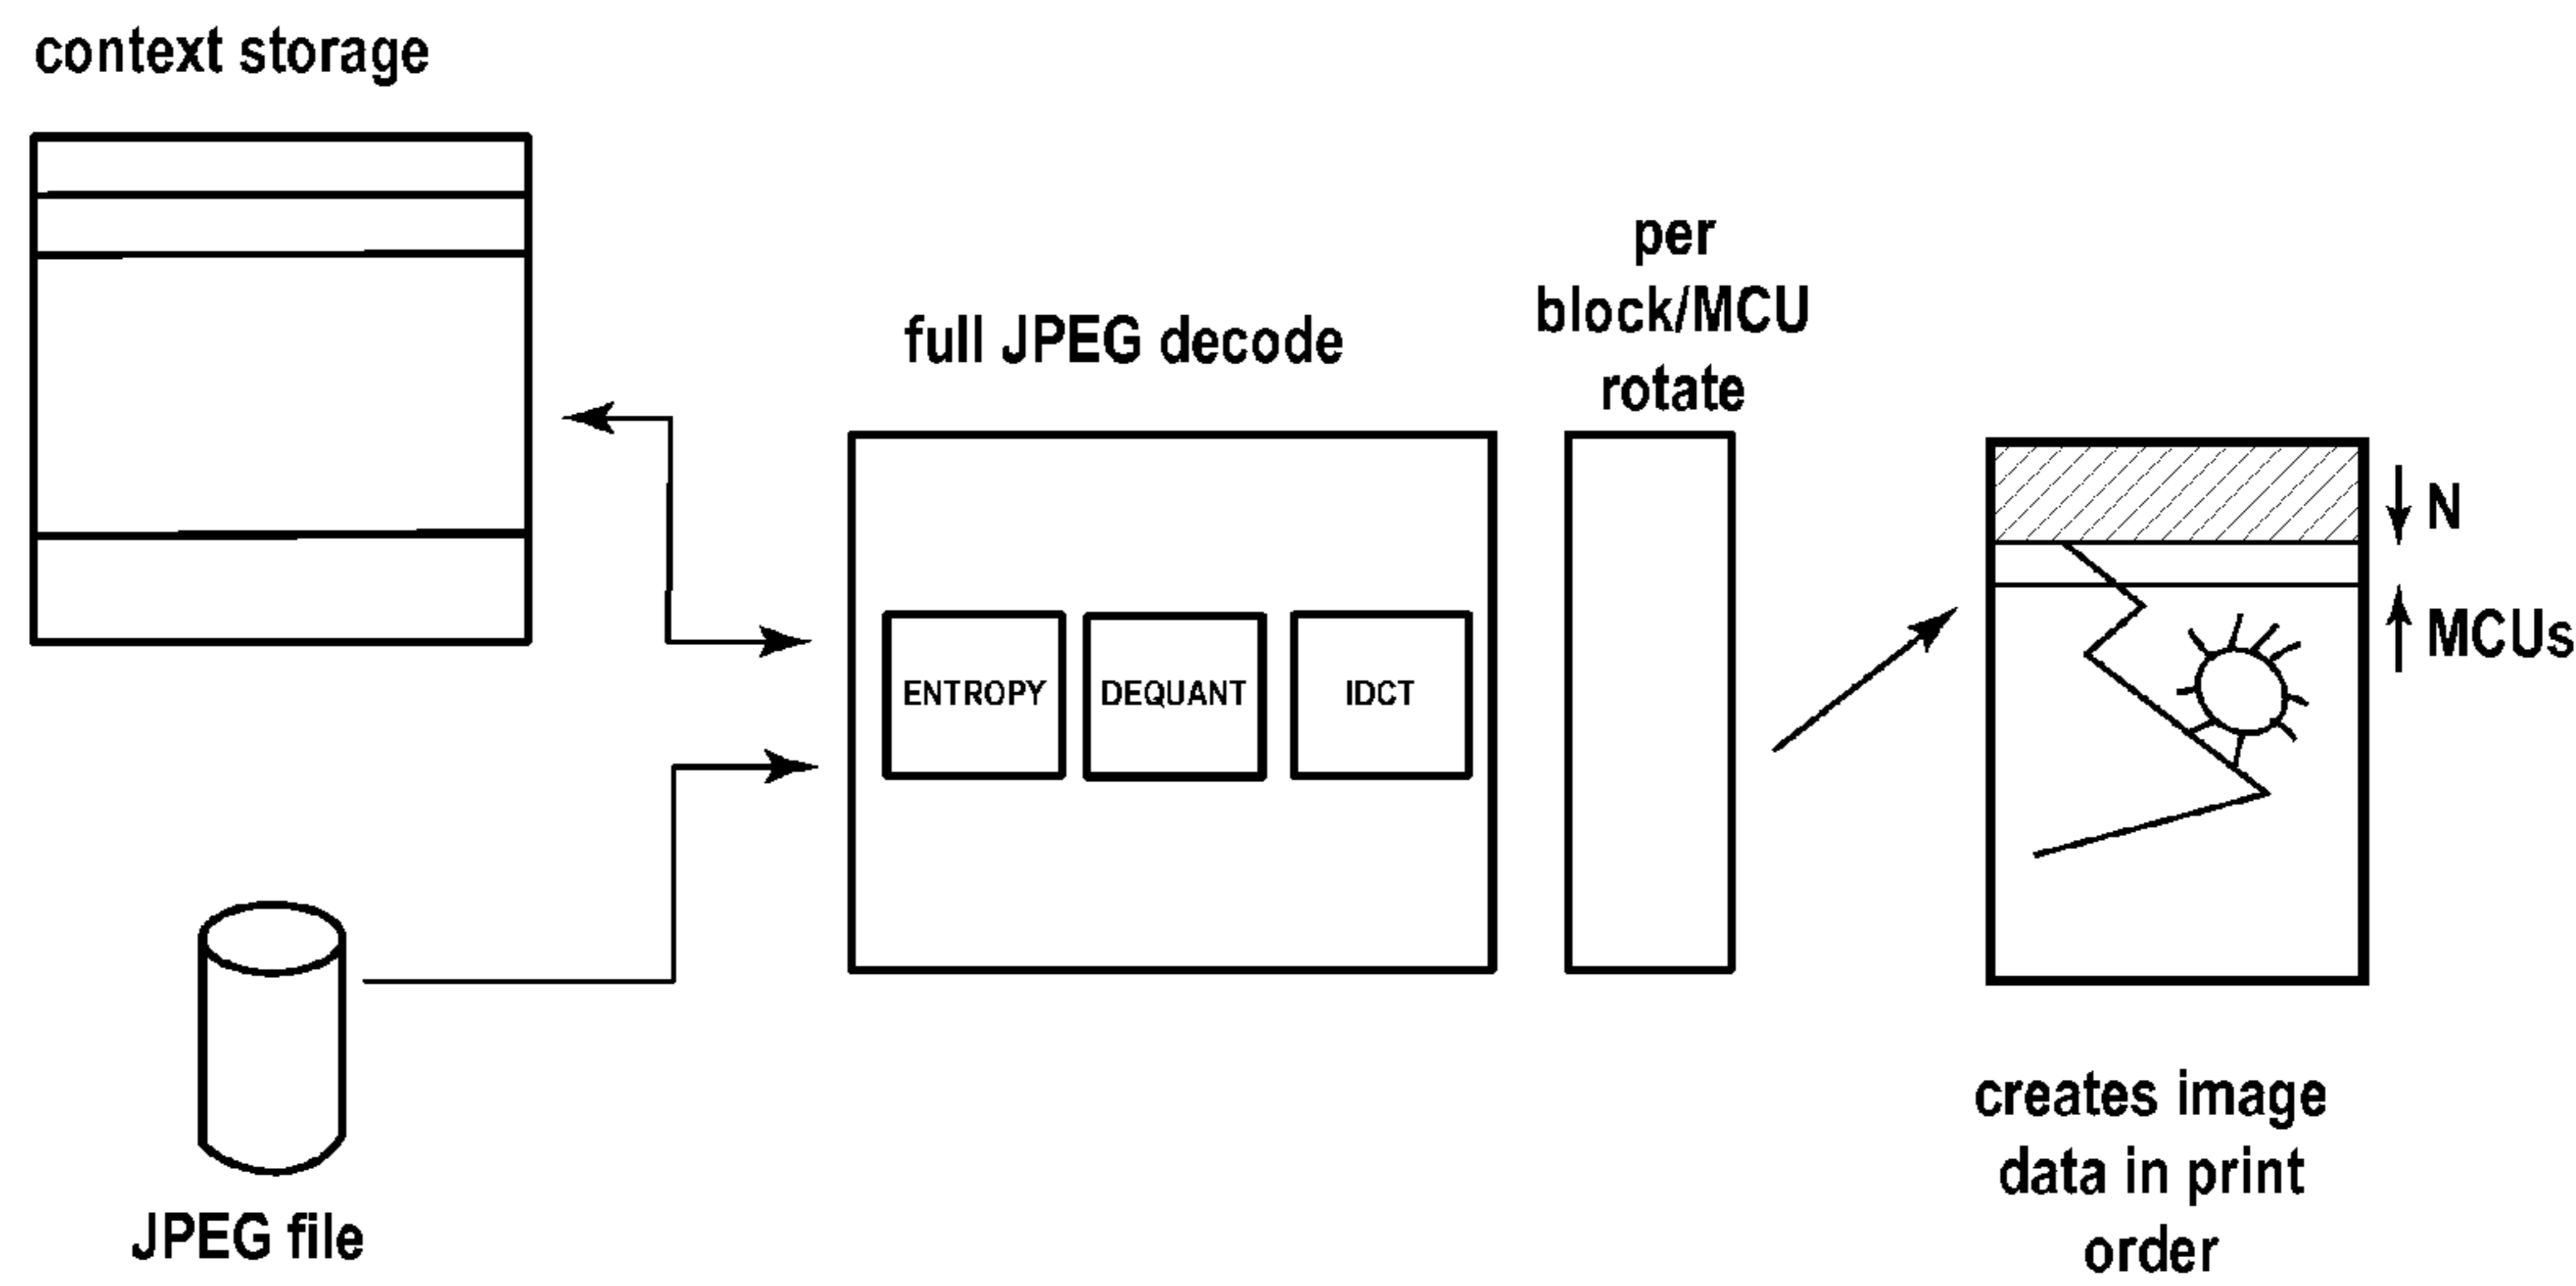 context storage
per
block/MCU
rotate
full JPEG decode
ENTROPY
DEQUANT
IDCT
N
MCUs
JPEG file
creates image
data in print
order